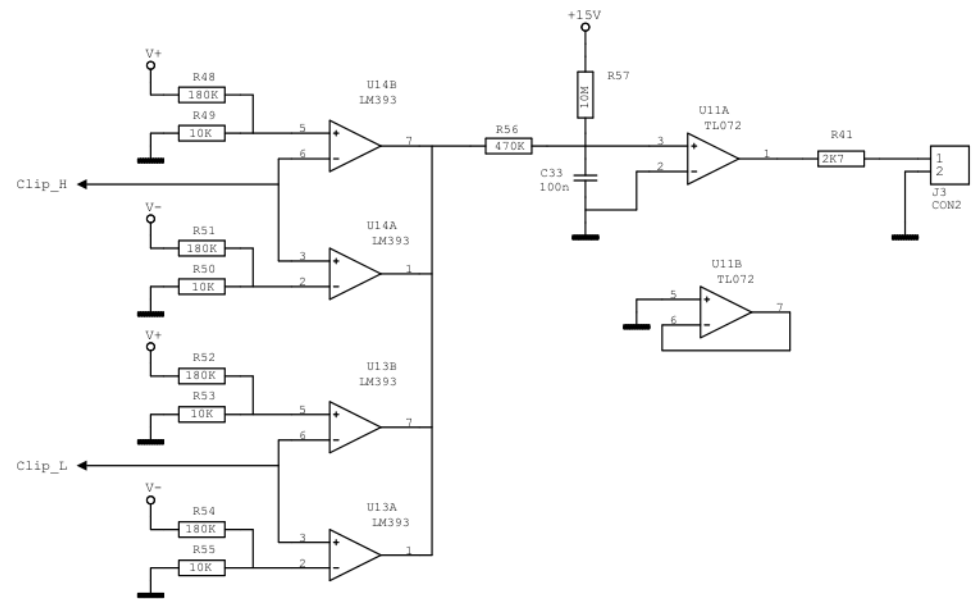 +15V
V+
R48
180K
R49
10K
U14B
LM393
5
6
7
R56
470K
R57
10M
C33
100n
U11A
TL072
3
2
1
R41
2K7
1
2
J3
CON2
Clip_H
V-
R51
180K
R50
10K
U14A
LM393
3
2
1
U11B
TL072
5
6
7
V+
R52
180K
R53
10K
U13B
LM393
5
6
7
Clip_L
V-
R54
180K
R55
10K
U13A
LM393
3
2
1